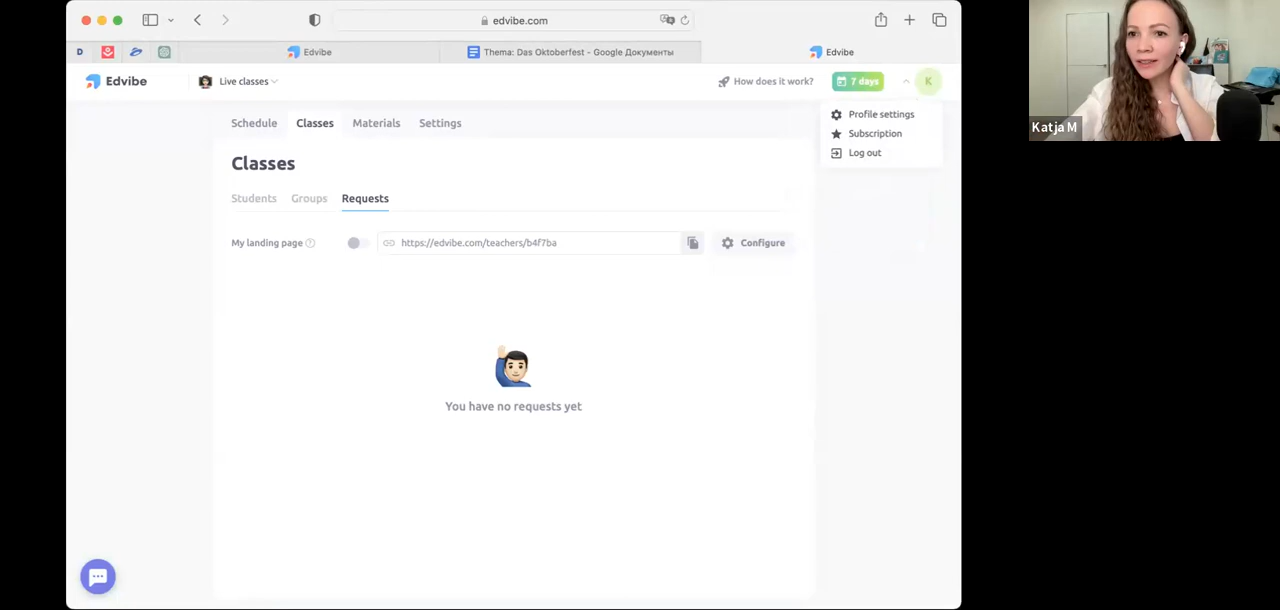 edvibe.com
D
Edvibe
Thema: Das Oktoberfest - Google Документы
Edvibe
Edvibe
Live classes
How does it work?
7 days
K
Profile settings
Subscription
Log out
Schedule
Classes
Materials
Settings
Classes
Students
Groups
Requests
My landing page
https://edvibe.com/teachers/b4f7ba
Configure
You have no requests yet
Katja M